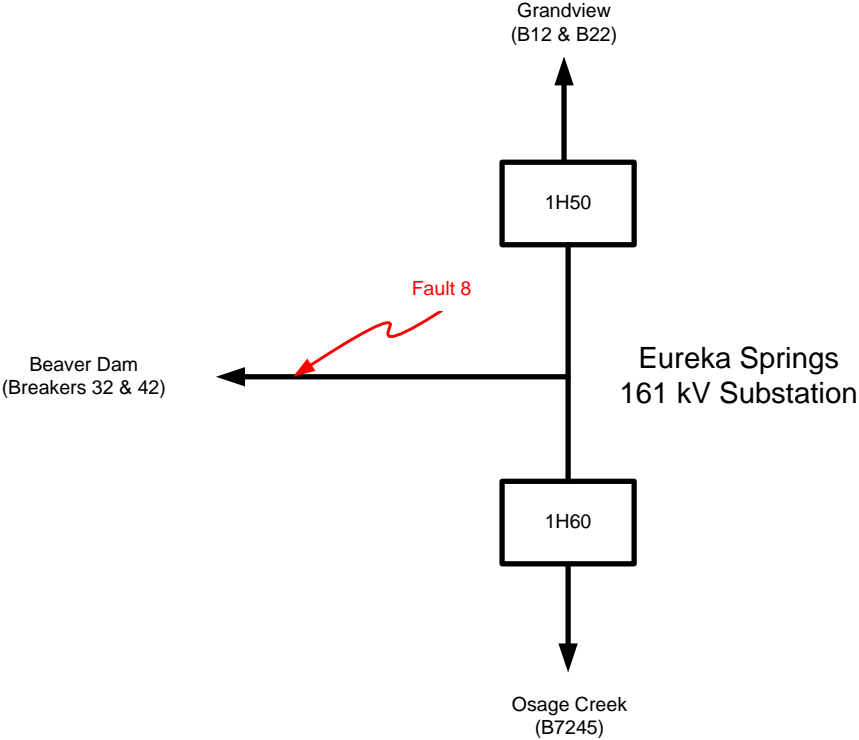 Grandview
(B12 & B22)
1H50
Fault 8
Beaver Dam
(Breakers 32 & 42)
Eureka Springs
161 kV Substation
1H60
Osage Creek
(B7245)